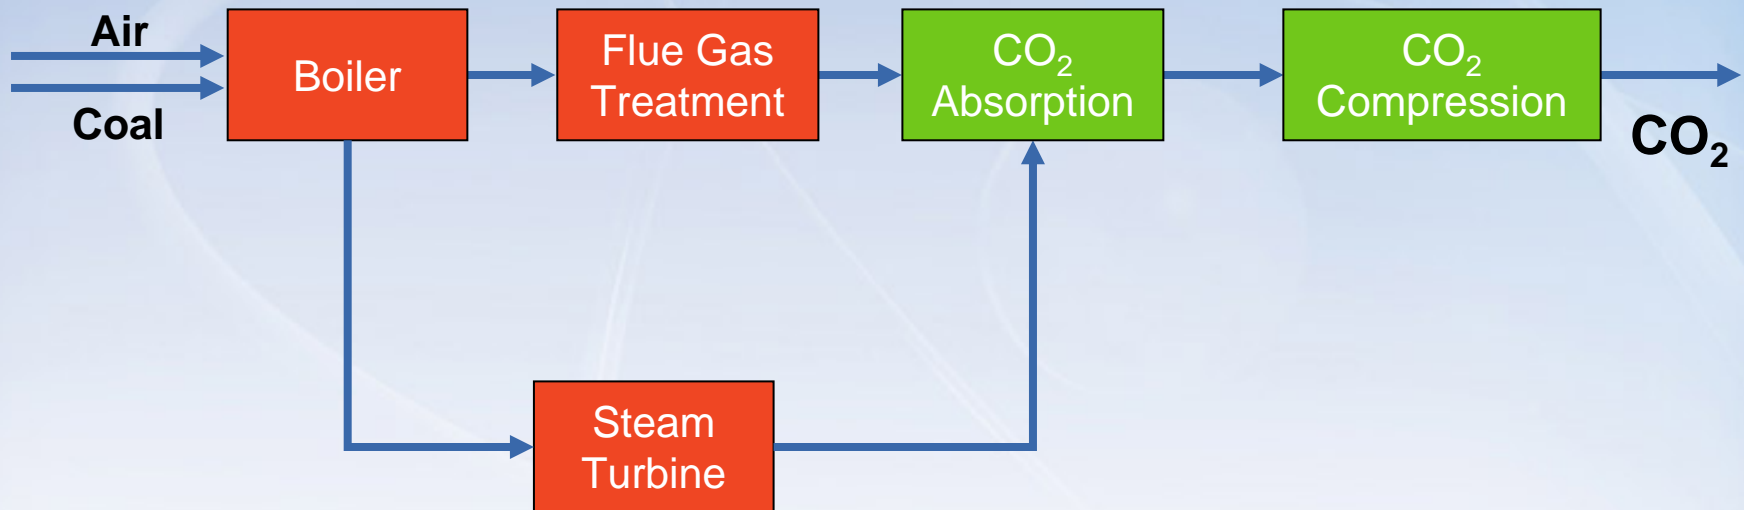 Air
Coal
Boiler
Flue Gas
Treatment
CO₂
Absorption
CO₂
Compression
CO₂
Steam
Turbine